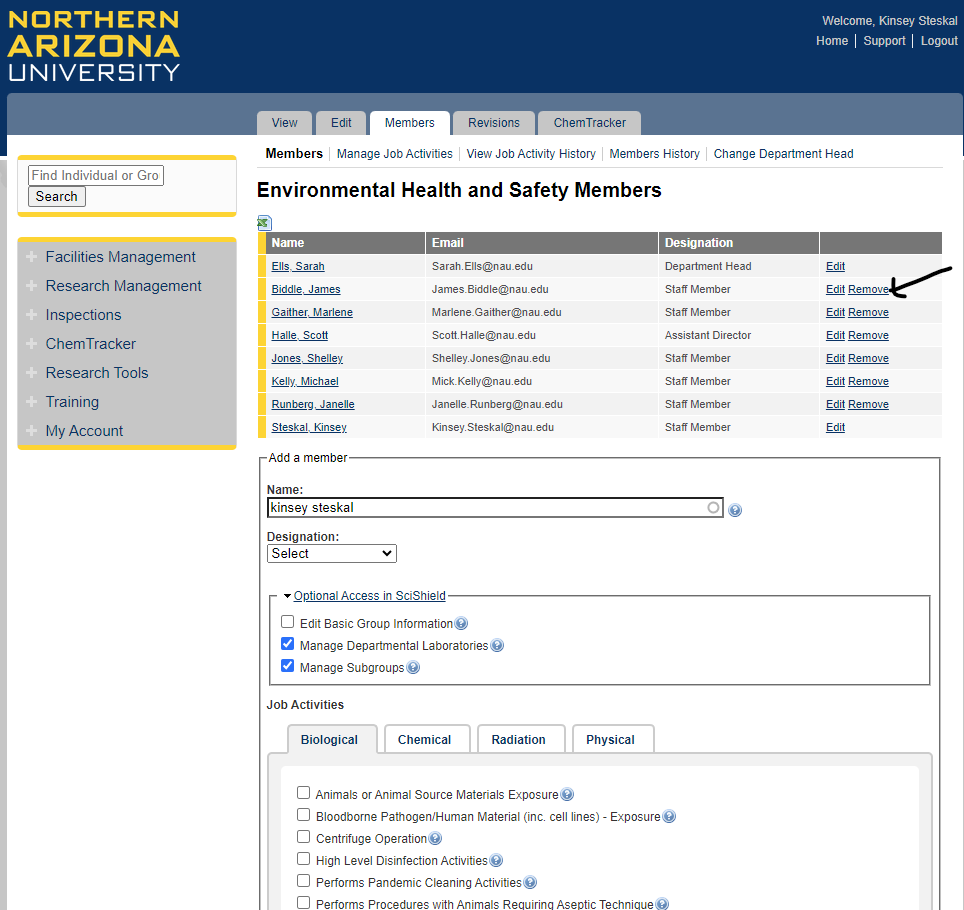 NORTHERN
ARIZONA
UNIVERSITY
Welcome, Kinsey Steskal
Home Support Logout
View Edit Members Revisions ChemTracker
Members Manage Job Activities View Job Activity History Members History Change Department Head
Find Individual or Gro
Search
Facilities Management
Research Management
Inspections
ChemTracker
Research Tools
Training
My Account
Environmental Health and Safety Members
Name Email Designation
Ells, Sarah Sarah.Ells@nau.edu Department Head Edit
Biddle, James James.Biddle@nau.edu Staff Member Edit Remove
Gaither, Marlene Marlene.Gaither@nau.edu Staff Member Edit Remove
Halle, Scott Scott.Halle@nau.edu Assistant Director Edit Remove
Jones, Shelley Shelley.Jones@nau.edu Staff Member Edit Remove
Kelly, Michael Mick.Kelly@nau.edu Staff Member Edit Remove
Runberg, Janelle Janelle.Runberg@nau.edu Staff Member Edit Remove
Steskal, Kinsey Kinsey.Steskal@nau.edu Staff Member Edit
Add a member
Name:
kinsey steskal
Designation:
Select
Optional Access in SciShield
Edit Basic Group Information
Manage Departmental Laboratories
Manage Subgroups
Job Activities
Biological Chemical Radiation Physical
Animals or Animal Source Materials Exposure
Bloodborne Pathogen/Human Material (inc. cell lines) - Exposure
Centrifuge Operation
High Level Disinfection Activities
Performs Pandemic Cleaning Activities
Performs Procedures with Animals Requiring Aseptic Technique